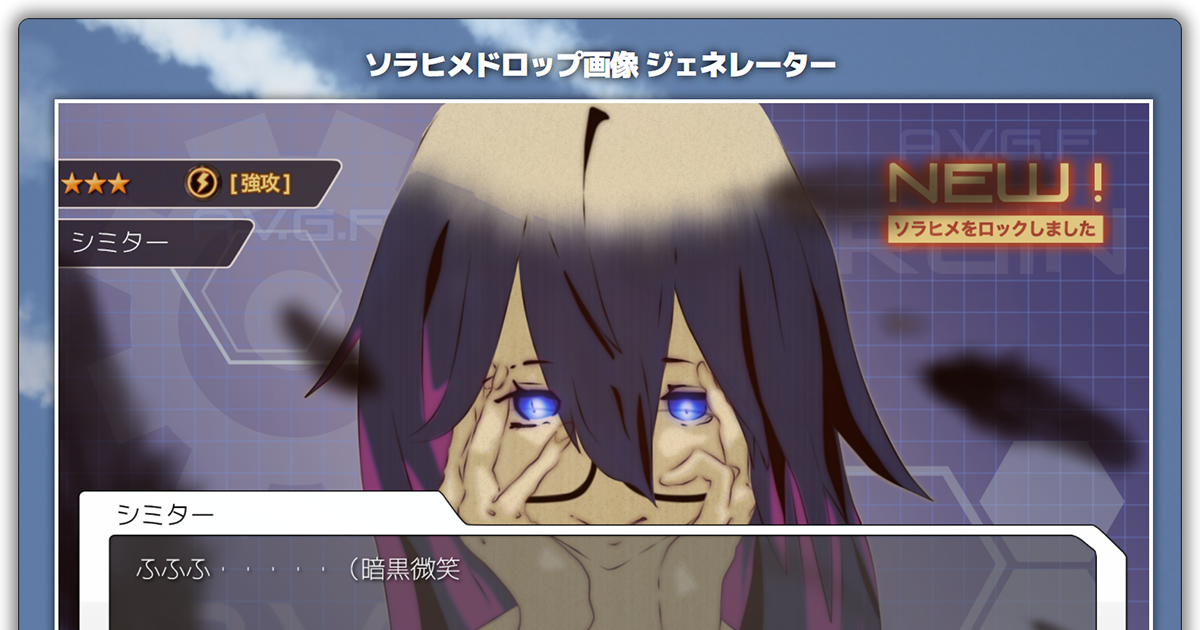 ソラヒメドロップ画像 ジェネレーター
★★★ [強攻]
A.V.G.F
NEW!
シミター
A.V.G.F
ソラヒメをロックしました
シミター
ふふふ・・・・・・（暗黒微笑